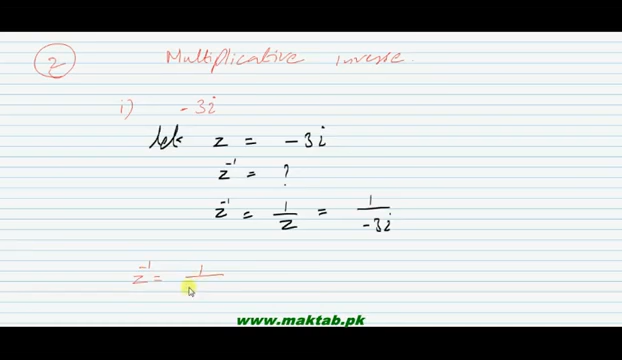 2 Multiplicative inverse.
i) -3i
let z = -3i
z⁻¹ = ?
z⁻¹ = 1/z = 1/-3i
z⁻¹ = 1/
www.maktab.pk